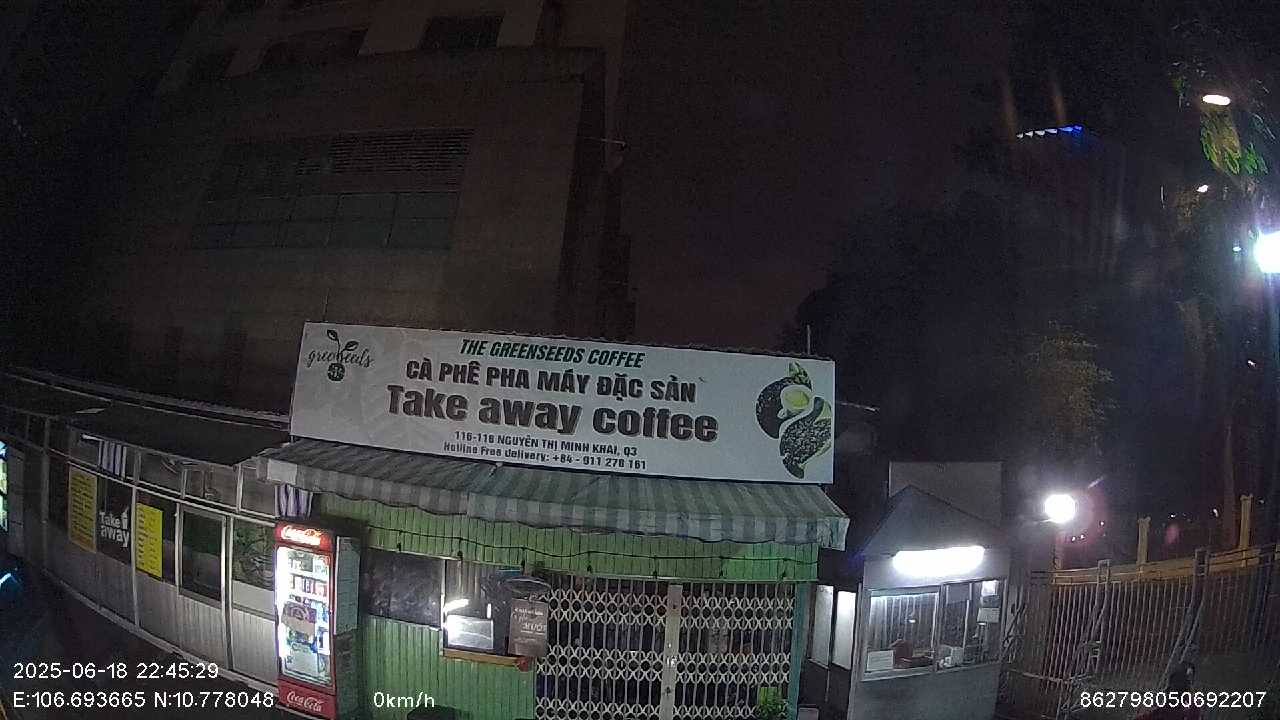 greenseeds
THE GREENSEEDS COFFEE
CÀ PHÊ PHA MÁY ĐẶC SẢN
Take away coffee
116-118 NGUYỄN THỊ MINH KHAI, Q3
Hotline Free delivery: +84 - 911 278 161
Take
away
Coca-Cola
Coca-Cola
2025-06-18 22:45:29
E:106.693665 N:10.778048
0km/h
862798050692207